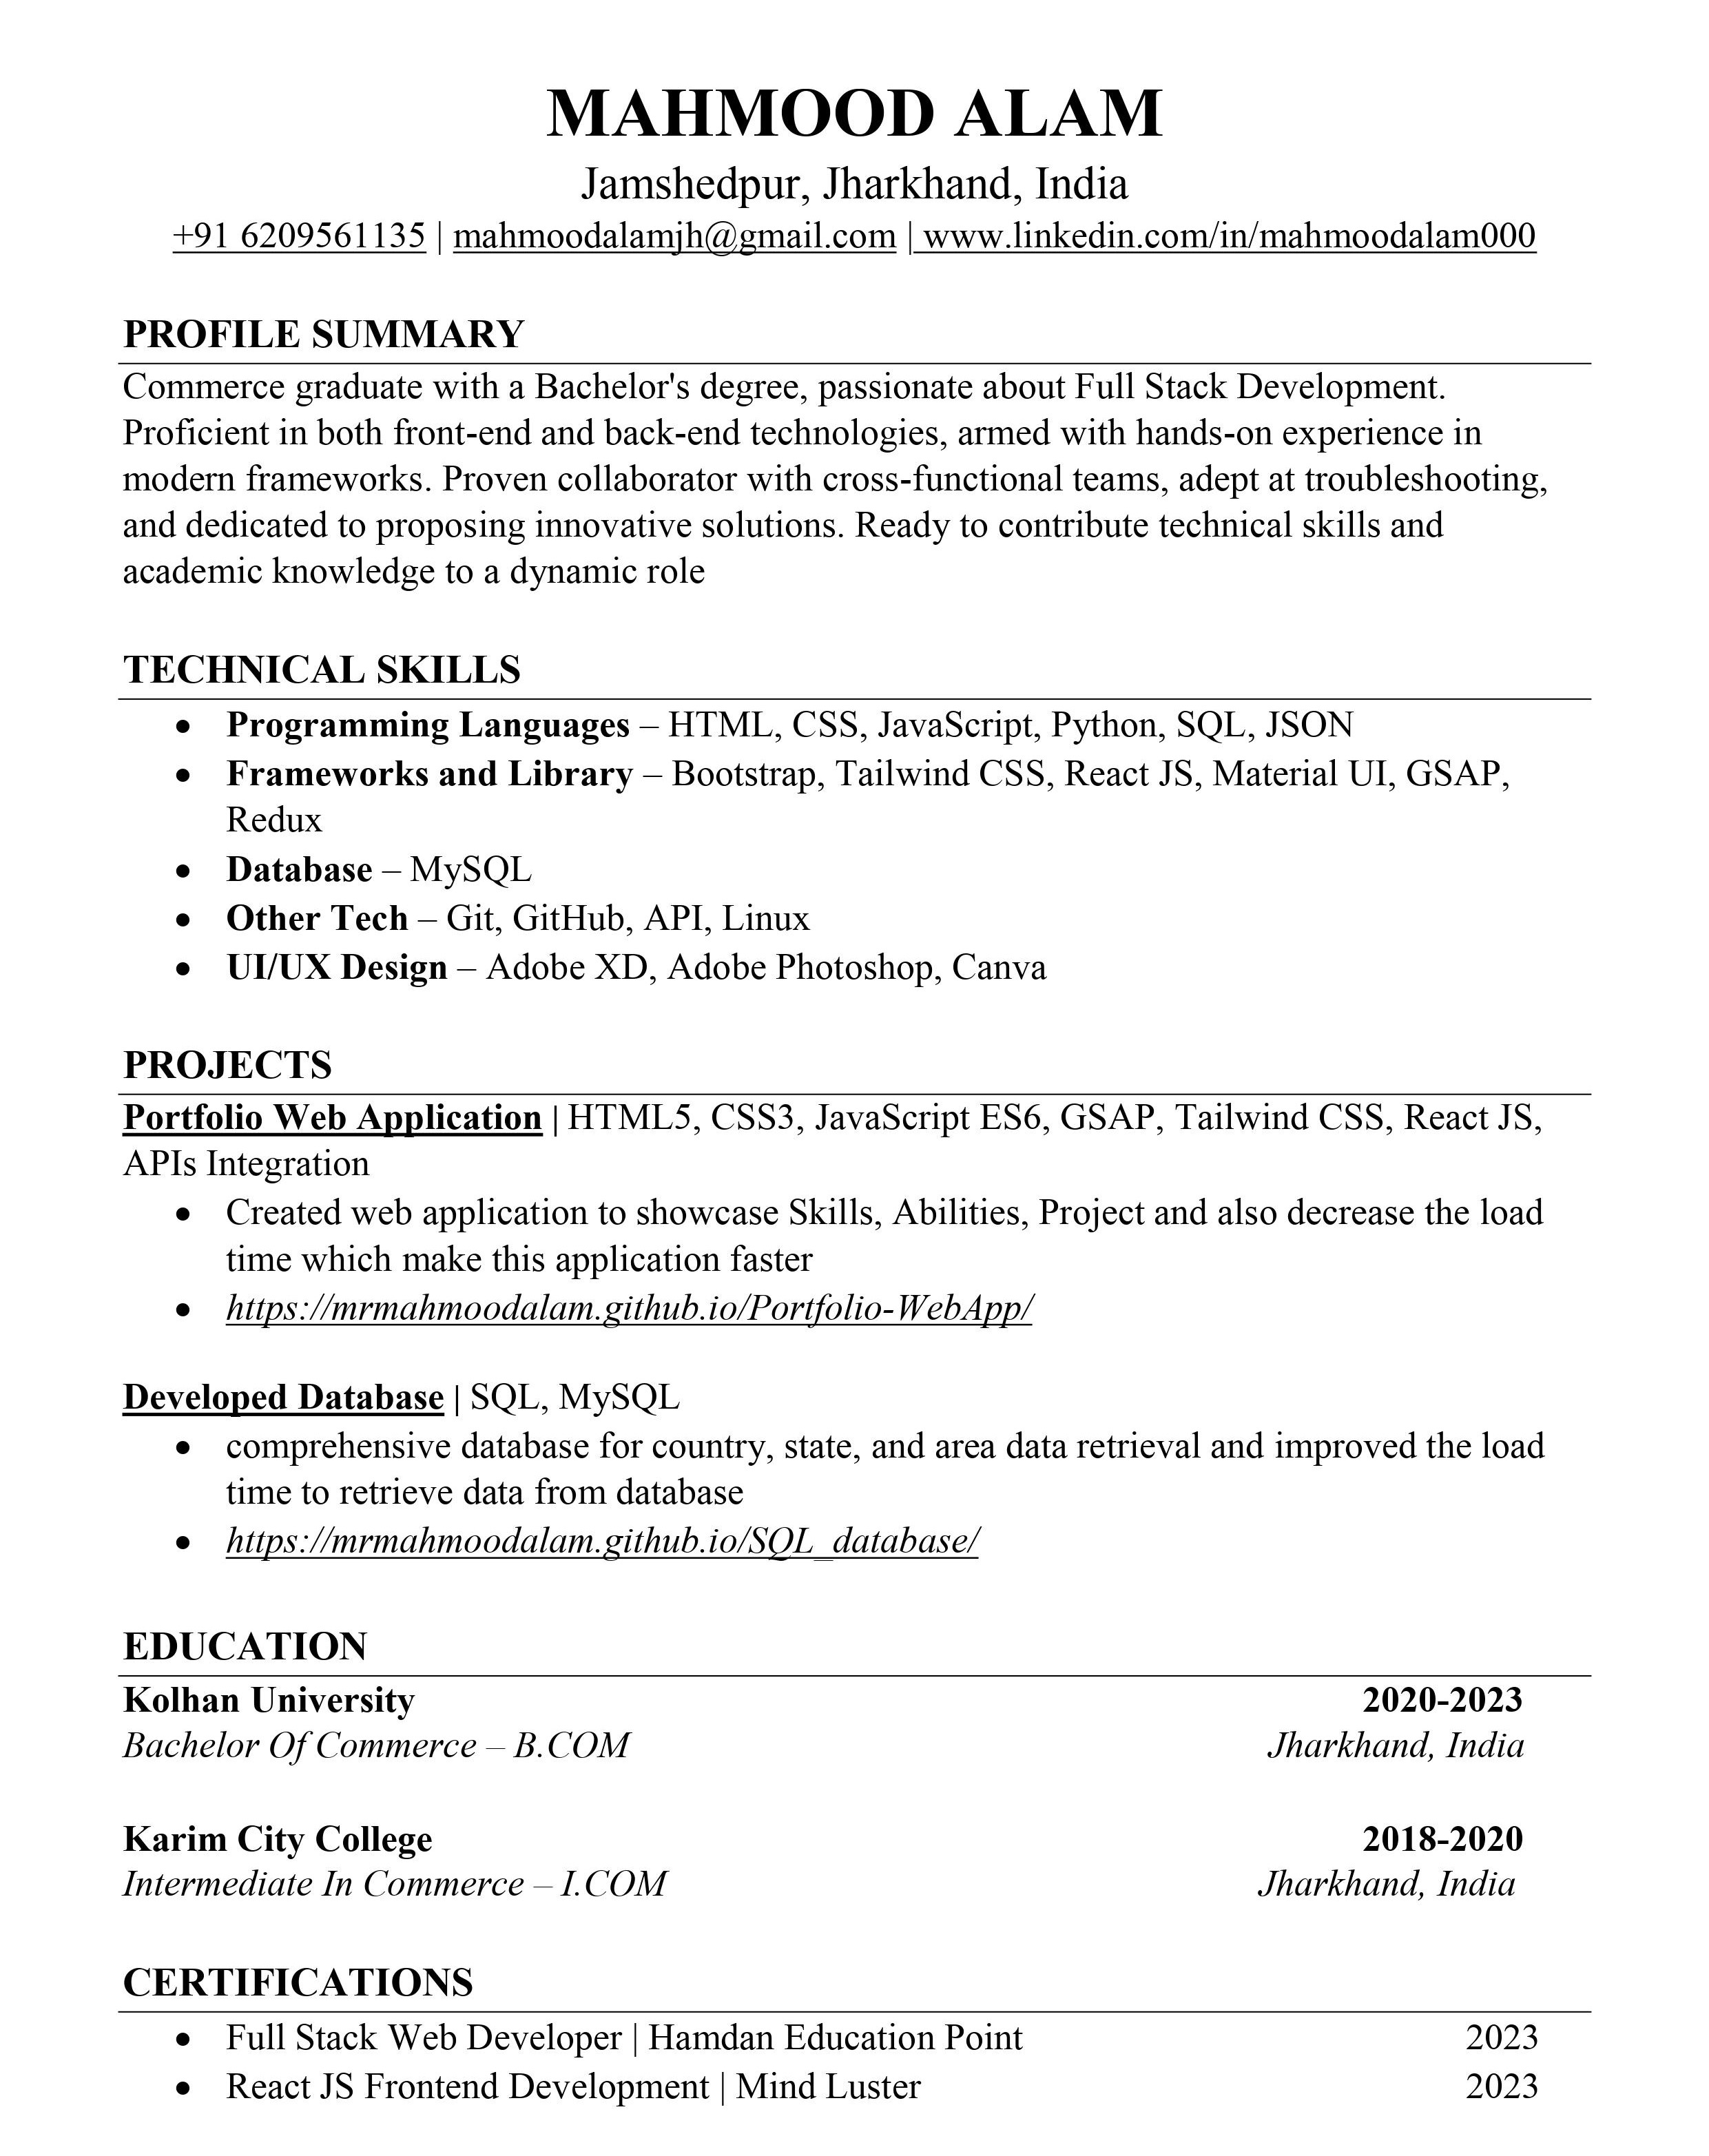 MAHMOOD ALAM
Jamshedpur, Jharkhand, India
+91 6209561135 | mahmoodalamjh@gmail.com | www.linkedin.com/in/mahmoodalam000
PROFILE SUMMARY
Commerce graduate with a Bachelor's degree, passionate about Full Stack Development.
Proficient in both front-end and back-end technologies, armed with hands-on experience in
modern frameworks. Proven collaborator with cross-functional teams, adept at troubleshooting,
and dedicated to proposing innovative solutions. Ready to contribute technical skills and
academic knowledge to a dynamic role
TECHNICAL SKILLS
• Programming Languages – HTML, CSS, JavaScript, Python, SQL, JSON
• Frameworks and Library – Bootstrap, Tailwind CSS, React JS, Material UI, GSAP,
Redux
• Database – MySQL
• Other Tech – Git, GitHub, API, Linux
• UI/UX Design – Adobe XD, Adobe Photoshop, Canva
PROJECTS
Portfolio Web Application | HTML5, CSS3, JavaScript ES6, GSAP, Tailwind CSS, React JS,
APIs Integration
• Created web application to showcase Skills, Abilities, Project and also decrease the load
time which make this application faster
• https://mrmahmoodalam.github.io/Portfolio-WebApp/
Developed Database | SQL, MySQL
• comprehensive database for country, state, and area data retrieval and improved the load
time to retrieve data from database
• https://mrmahmoodalam.github.io/SQL_database/
EDUCATION
Kolhan University 2020-2023
Bachelor Of Commerce – B.COM Jharkhand, India
Karim City College 2018-2020
Intermediate In Commerce – I.COM Jharkhand, India
CERTIFICATIONS
• Full Stack Web Developer | Hamdan Education Point 2023
• React JS Frontend Development | Mind Luster 2023